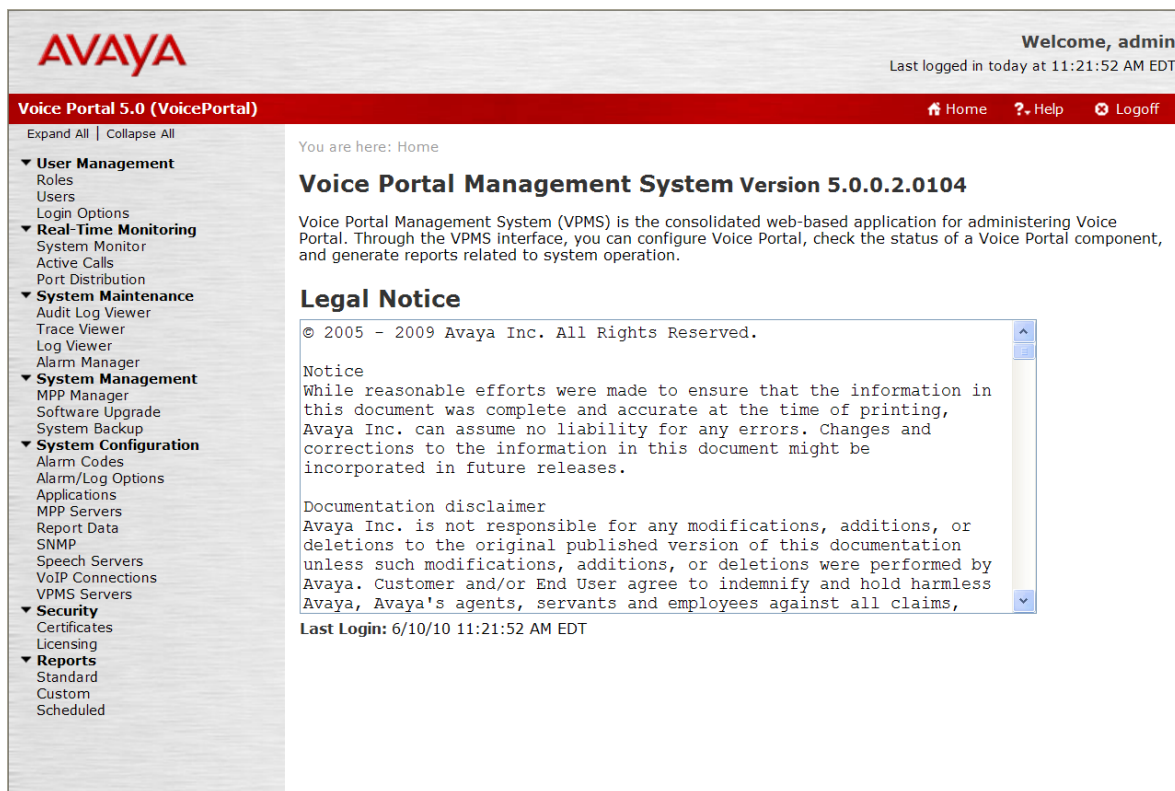 AVAYA
Welcome, admin
Last logged in today at 11:21:52 AM EDT
Voice Portal 5.0 (VoicePortal)
Home
?
Help
Logoff
Expand All | Collapse All
User Management
Roles
Users
Login Options
Real-Time Monitoring
System Monitor
Active Calls
Port Distribution
System Maintenance
Audit Log Viewer
Trace Viewer
Log Viewer
Alarm Manager
System Management
MPP Manager
Software Upgrade
System Backup
System Configuration
Alarm Codes
Alarm/Log Options
Applications
MPP Servers
Report Data
SNMP
Speech Servers
VoIP Connections
VPMS Servers
Security
Certificates
Licensing
Reports
Standard
Custom
Scheduled
You are here: Home
Voice Portal Management System Version 5.0.0.2.0104
Voice Portal Management System (VPMS) is the consolidated web-based application for administering Voice
Portal. Through the VPMS interface, you can configure Voice Portal, check the status of a Voice Portal component,
and generate reports related to system operation.
Legal Notice
© 2005 - 2009 Avaya Inc. All Rights Reserved.
Notice
While reasonable efforts were made to ensure that the information in
this document was complete and accurate at the time of printing,
Avaya Inc. can assume no liability for any errors. Changes and
corrections to the information in this document might be
incorporated in future releases.
Documentation disclaimer
Avaya Inc. is not responsible for any modifications, additions, or
deletions to the original published version of this documentation
unless such modifications, additions, or deletions were performed by
Avaya. Customer and/or End User agree to indemnify and hold harmless
Avaya, Avaya's agents, servants and employees against all claims,
Last Login: 6/10/10 11:21:52 AM EDT